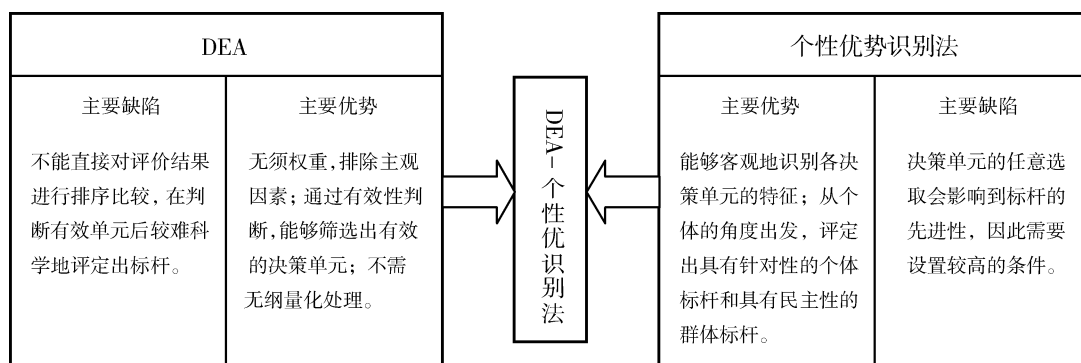 DEA
主要缺陷
不能直接对评价结果
进行排序比较，在判
断有效单元后较难科
学地评定出标杆。
主要优势
无须权重，排除主观
因素；通过有效性判
断，能够筛选出有效
的决策单元；不需
无纲量化处理。
DEA-个性优识别法
个性优势识别法
主要优势
能够客观地识别各决
策单元的特征；从个
体的角度出发，评定
出具有针对性的个体
标杆和具有民主性的
群体标杆。
主要缺陷
决策单元的任意选
取会影响到标杆的
先进性，因此需要
设置较高的条件。